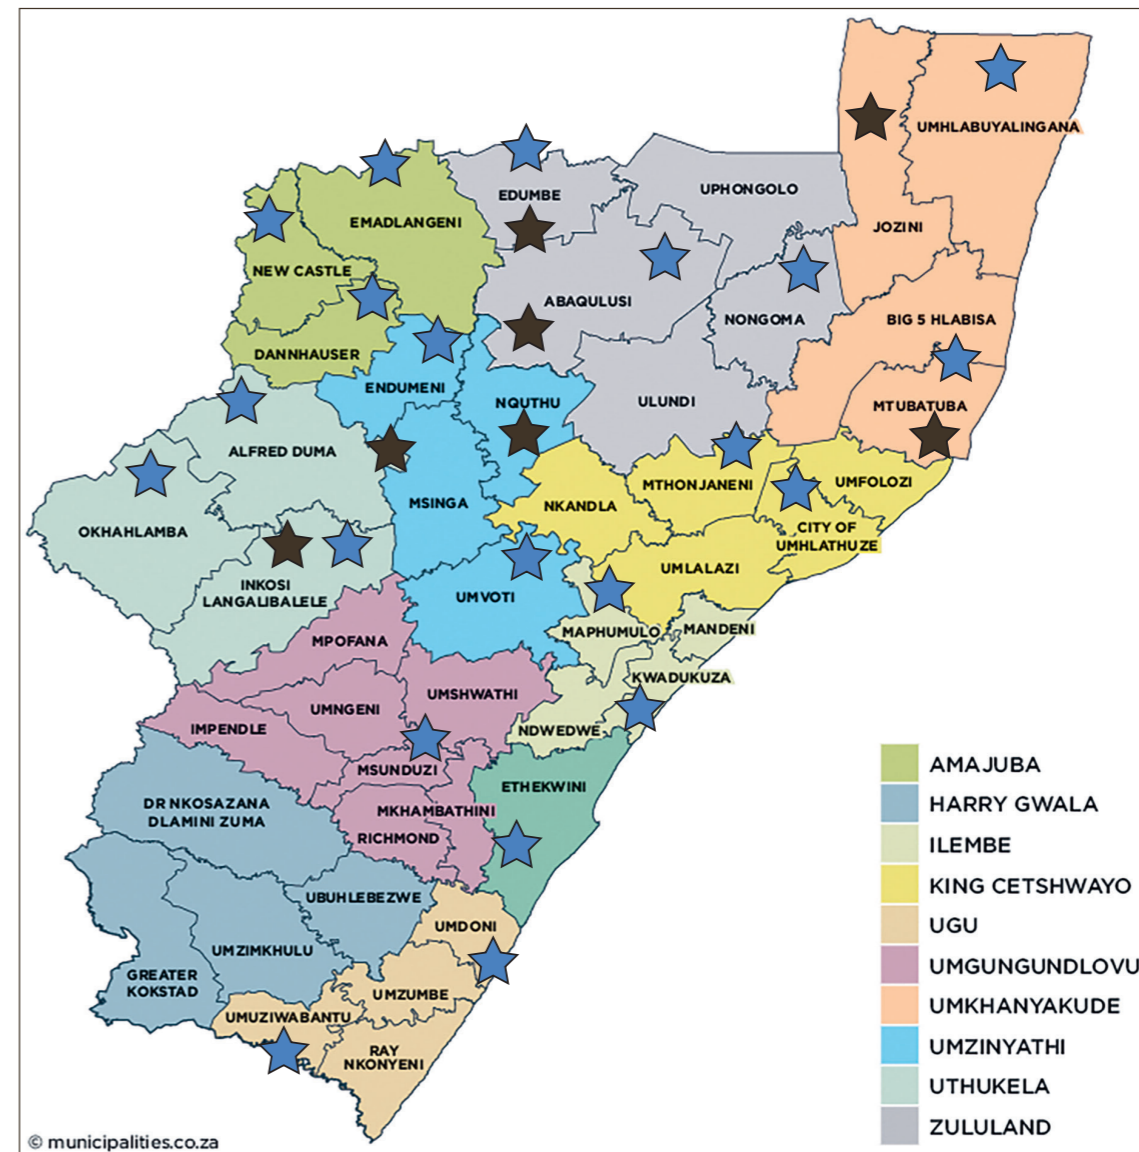 UMHLABUYALINGANA
EDUMBE
UPHONGOLO
EMADLANGENI
JOZINI
NEW CASTLE
ABAQULUSI
NONGOMA
BIG 5 HLABISA
DANNHAUSER
ENDUMENI
NQUTHU
ULUNDI
MTUBATUBA
ALFRED DUMA
MSINGA
NKANDLA
MTHONJANENI
UMFOLOZI
OKHAHLAMBA
CITY OF
UMHLATHUZE
INKOSI
LANGALIBALELE
UMVOTI
UMLALAZI
MPOFANA
MAPHUMULO
MANDENI
KWADUKUZA
UMSHWATHI
UMNGENI
IMPENDLE
NDWEDWE
MSUNDUZI
ETHEKWINI
DR NKOSAZANA
DLAMINI ZUMA
MKHAMBATHINI
RICHMOND
UBUHLEBEZWE
UMDONI
UMZIMKHULU
GREATER
KOKSTAD
UMZUMBE
UMUZIWABANTU
RAY
NKONYENI
AMAJUBA
HARRY GWALA
ILEMBE
KING CETSHWAYO
UGU
UMGUNGUNDLOVU
UMKHANYAKUDE
UMZINYATHI
UTHUKELA
ZULULAND
© municipalities.co.za